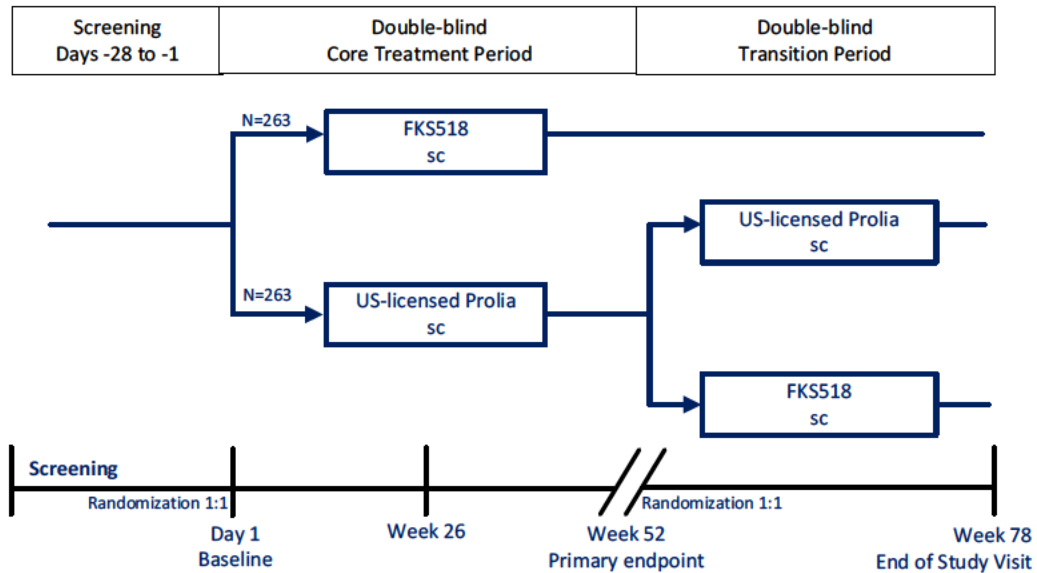 Screening
Days -28 to -1
Double-blind
Core Treatment Period
Double-blind
Transition Period
N=263
FKS518
sc
US-licensed Prolia
sc
N=263
US-licensed Prolia
sc
FKS518
sc
Screening
Randomization 1:1
Randomization 1:1
Day 1
Baseline
Week 26
Week 52
Primary endpoint
Week 78
End of Study Visit